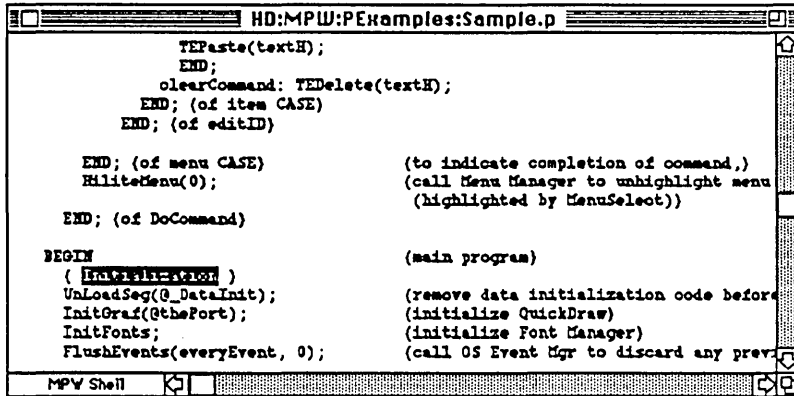 HD:MPW:PExamples:Sample.p
TEPaste(textH);
END;
clearCommand: TEDelete(textH);
END; {of item CASE}
END; {of editID}
END; {of menu CASE} {to indicate completion of command,}
HiliteMenu(0); {call Menu Manager to unhighlight menu
(highlighted by MenuSelect)}
END; {of DoCommand}
BEGIN {main program}
{ Initialization }
UnLoadSeg(@_DataInit); {remove data initialization code before
InitGraf(@thePort); {initialize QuickDraw}
InitFonts; {initialize Font Manager}
FlushEvents(everyEvent, 0); {call OS Event Mgr to discard any previ
MPW Shell